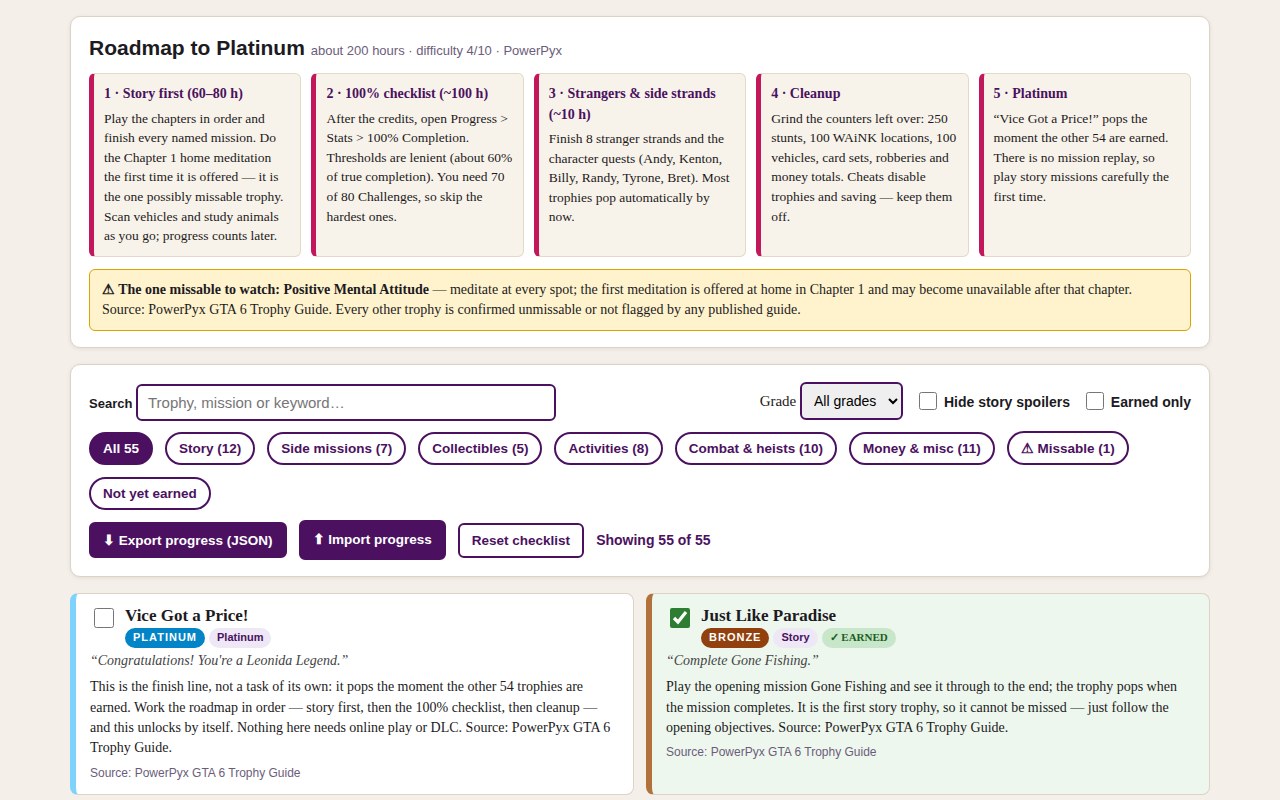 Roadmap to Platinum about 200 hours · difficulty 4/10 · PowerPyx
1 · Story first (60–80 h)
Play the chapters in order and
finish every named mission. Do
the Chapter 1 home meditation
the first time it is offered — it is
the one possibly missable trophy.
Scan vehicles and study animals
as you go; progress counts later.
2 · 100% checklist (~100 h)
After the credits, open Progress >
Stats > 100% Completion.
Thresholds are lenient (about 60%
of true completion). You need 70
of 80 Challenges, so skip the
hardest ones.
3 · Strangers & side strands
(~10 h)
Finish 8 stranger strands and the
character quests (Andy, Kenton,
Billy, Randy, Tyrone, Bret). Most
trophies pop automatically by
now.
4 · Cleanup
Grind the counters left over: 250
stunts, 100 WAiNK locations, 100
vehicles, card sets, robberies and
money totals. Cheats disable
trophies and saving — keep them
off.
5 · Platinum
“Vice Got a Price!” pops the
moment the other 54 are earned.
There is no mission replay, so
play story missions carefully the
first time.
⚠ The one missable to watch: Positive Mental Attitude — meditate at every spot; the first meditation is offered at home in Chapter 1 and may become unavailable after that chapter.
Source: PowerPyx GTA 6 Trophy Guide. Every other trophy is confirmed unmissable or not flagged by any published guide.
Search Trophy, mission or keyword… Grade All grades Hide story spoilers Earned only
All 55 Story (12) Side missions (7) Collectibles (5) Activities (8) Combat & heists (10) Money & misc (11) ⚠ Missable (1)
Not yet earned
⬇ Export progress (JSON) ⬆ Import progress Reset checklist Showing 55 of 55
Vice Got a Price!
PLATINUM Platinum
“Congratulations! You're a Leonida Legend.”
This is the finish line, not a task of its own: it pops the moment the other 54 trophies are
earned. Work the roadmap in order — story first, then the 100% checklist, then cleanup —
and this unlocks by itself. Nothing here needs online play or DLC. Source: PowerPyx GTA 6
Trophy Guide.
Source: PowerPyx GTA 6 Trophy Guide
Just Like Paradise
BRONZE Story ✓ EARNED
“Complete Gone Fishing.”
Play the opening mission Gone Fishing and see it through to the end; the trophy pops when
the mission completes. It is the first story trophy, so it cannot be missed — just follow the
opening objectives. Source: PowerPyx GTA 6 Trophy Guide.
Source: PowerPyx GTA 6 Trophy Guide